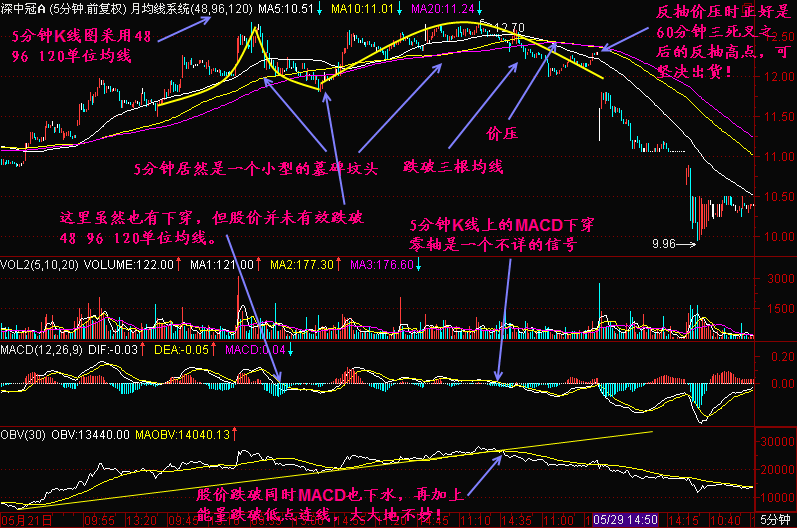 深中冠A (5分钟,前复权) 月均线系统(48,96,120) MA5:10.51↓ MA10:11.01↓ MA20:11.24↓
5分钟K线图采用48
96 120单位均线
12.70
反抽价压时正好是
60分钟三死叉之
后的反抽高点，可
坚决出货！
12.50
12.00
11.50
11.00
10.50
10.00
价压
5分钟居然是一个小型的墓碑坟头
跌破三根均线
这里虽然也有下穿，但股价并未有效跌破
48 96 120单位均线。
5分钟K线上的MACD下穿
零轴是一个不详的信号
9.96→
VOL2(5,10,20) VOLUME:122.00↑ MA1:121.00↑ MA2:177.30↑ MA3:176.60↓
3000
1500
MACD(12,26,9) DIF:-0.03↑ DEA:-0.05↑ MACD:0.04↓
0.20
0.00
OBV(30) OBV:13440.00 MAOBV:14040.13↑
30000
20000
10000
股价跌破同时MACD也下水，再加上
能量跌破低点连线，大大地不妙！
05月21日 09:55 13:20 09:45 11:10 14:35 11:00 05/29 14:50 14:15 10:40 5分钟